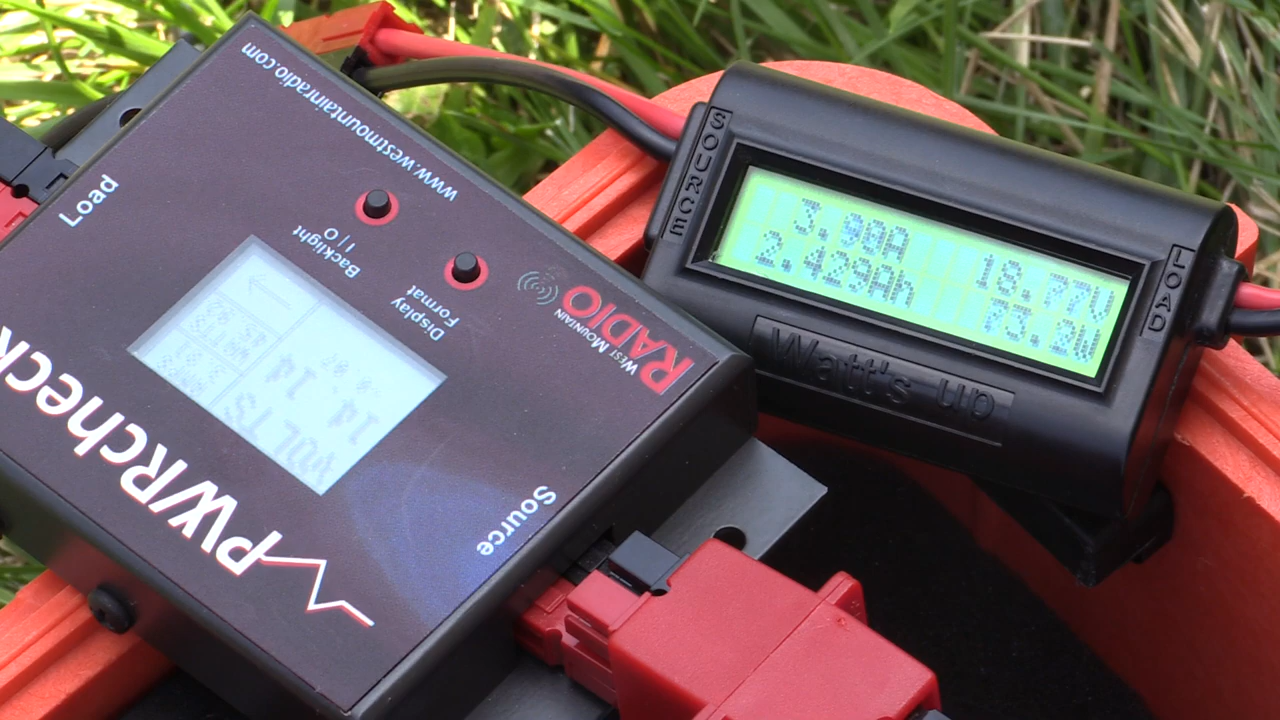 www.westmountainradio.com
Load
Backlight
I / O
Display
Format
WEST MOUNTAIN
RADIO
VOLTS
14.14
PWRcheck
Source
SOURCE
3.90A 18.77V
2.429Ah 73.2W
LOAD
Watt's up